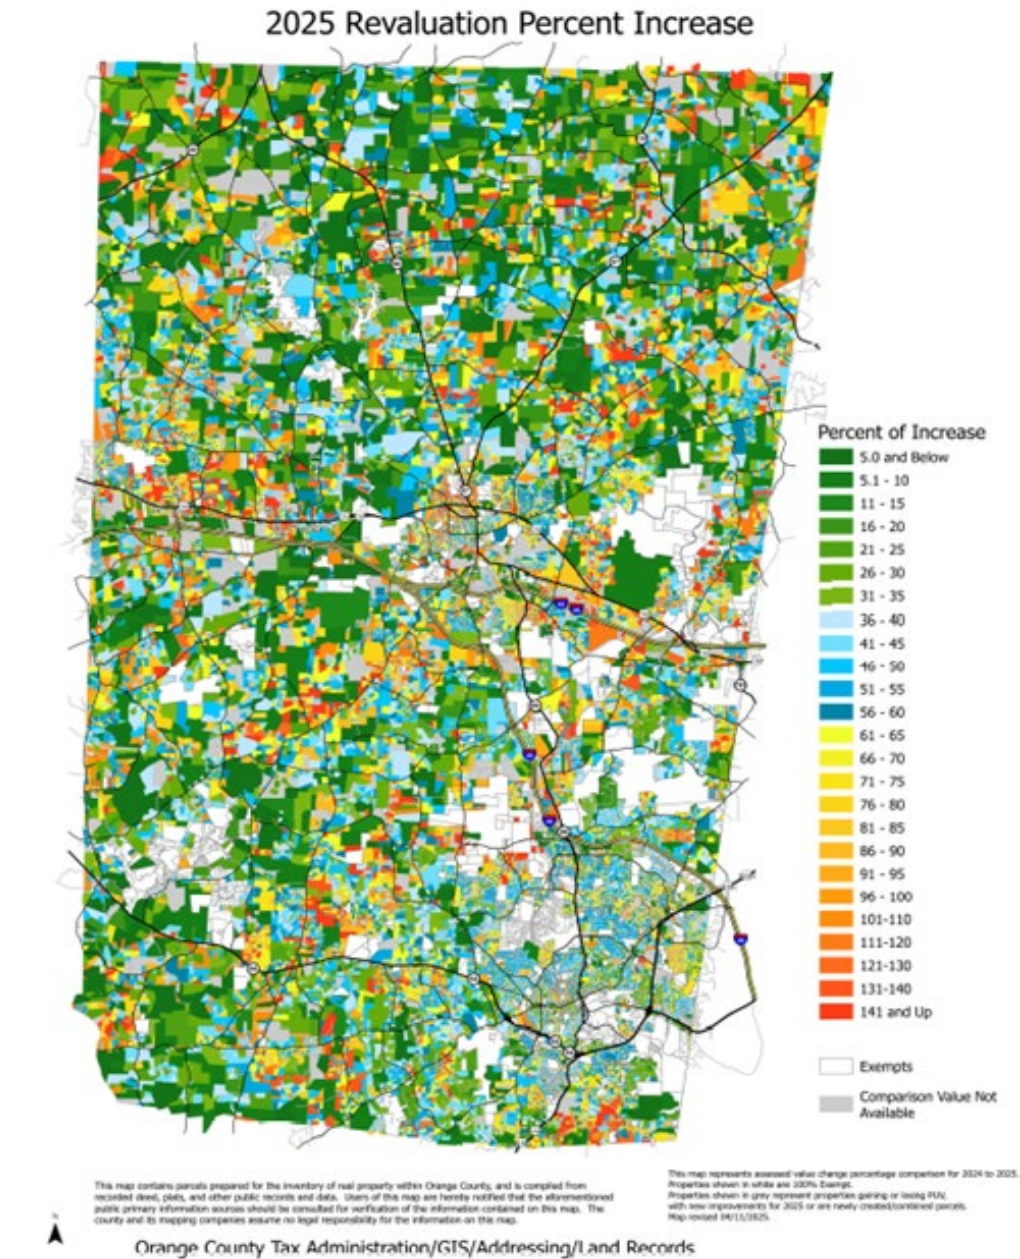 2025 Revaluation Percent Increase
Percent of Increase
5.0 and Below
5.1 - 10
11 - 15
16 - 20
21 - 25
26 - 30
31 - 35
36 - 40
41 - 45
46 - 50
51 - 55
56 - 60
61 - 65
66 - 70
71 - 75
76 - 80
81 - 85
86 - 90
91 - 95
96 - 100
101-110
111-120
121-130
131-140
141 and Up
Exempts
Comparison Value Not
Available
This map contains parcels prepared for the inventory of real property within Orange County, and is compiled from
recorded deed, plats, and other public records and data. Users of this map are hereby notified that the aforementioned
public primary information sources should be consulted for verification of the information contained on this map. The
county and its mapping companies assume no legal responsibility for the information on this map.
This map represents assessed value change percentage comparison for 2024 to 2025.
Properties shown in white are 100% Exempt.
Properties shown in grey represent properties gaining or losing PUV,
with new improvements for 2025 or are newly created/combined parcels.
Map revised 04/11/2025.
Orange County Tax Administration/GIS/Addressing/Land Records